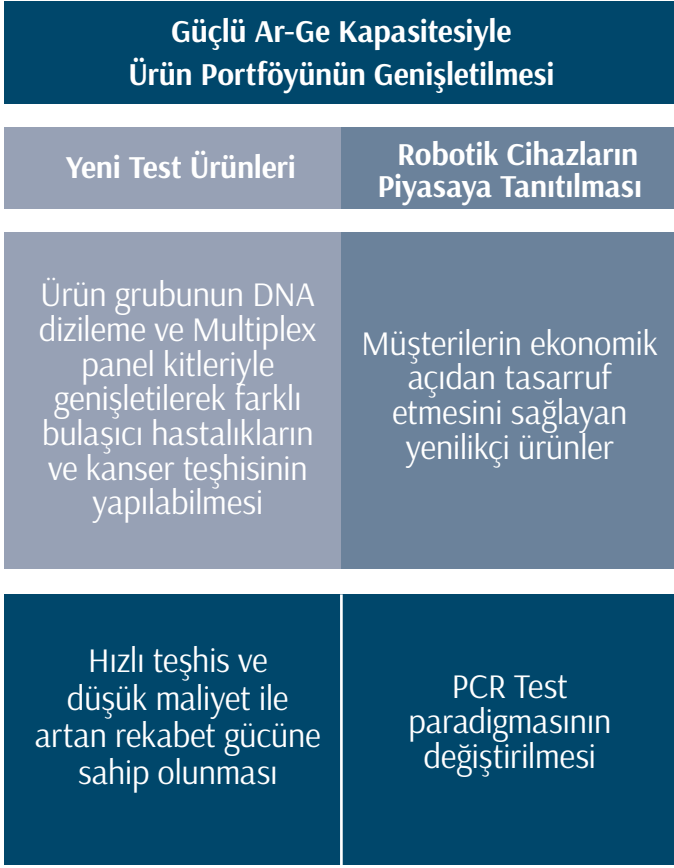 Güçlü Ar-Ge Kapasitesiyle
Ürün Portföyünün Genişletilmesi
Yeni Test Ürünleri
Robotik Cihazların
Piyasaya Tanıtılması
Ürün grubunun DNA
dizileme ve Multiplex
panel kitleriyle
genişletilerek farklı
bulaşıcı hastalıkların
ve kanser teşhisinin
yapılabilmesi
Müşterilerin ekonomik
açıdan tasarruf
etmesini sağlayan
yenilikçi ürünler
Hızlı teşhis ve
düşük maliyet ile
artan rekabet gücüne
sahip olunması
PCR Test
paradigmasının
değiştirilmesi